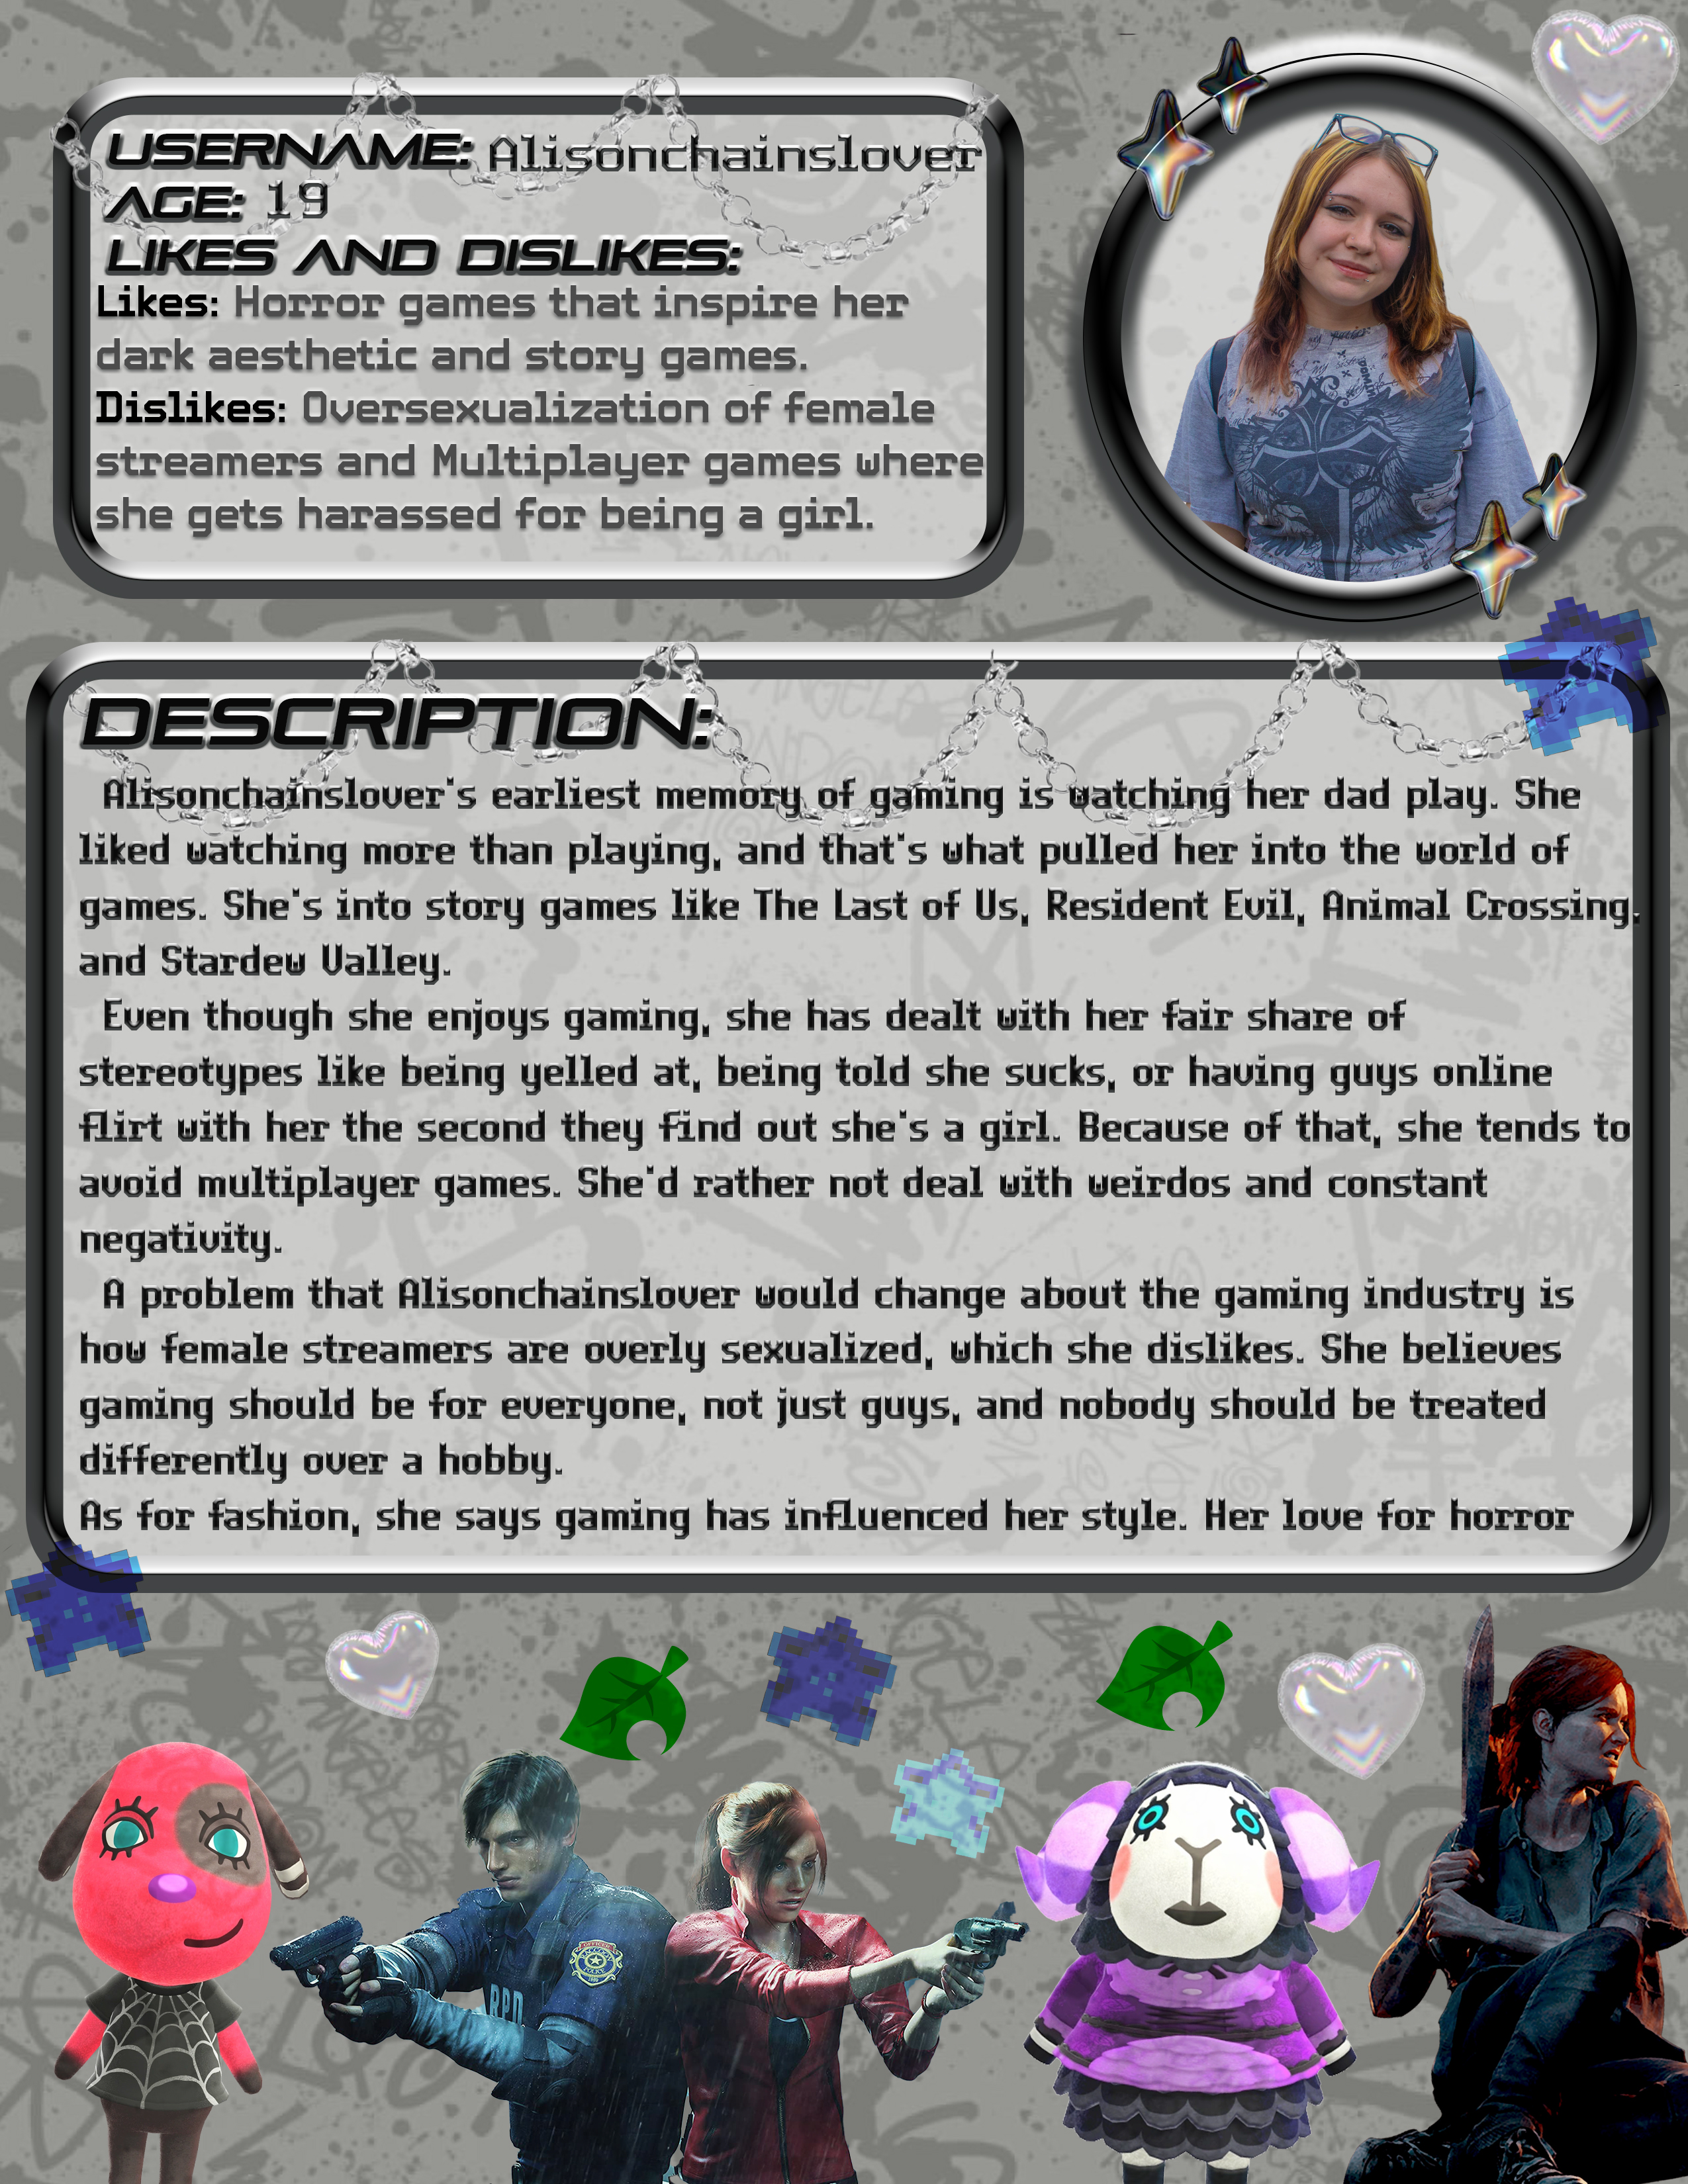 USERNAME: Alisonchainslover
AGE: 19
LIKES AND DISLIKES:
Likes: Horror games that inspire her
dark aesthetic and story games.
Dislikes: Oversexualization of female
streamers and Multiplayer games where
she gets harassed for being a girl.
DESCRIPTION:
Alisonchainslover's earliest memory of gaming is watching her dad play. She
liked watching more than playing, and that's what pulled her into the world of
games. She's into story games like The Last of Us, Resident Evil, Animal Crossing,
and Stardew Valley.
Even though she enjoys gaming, she has dealt with her fair share of
stereotypes like being yelled at, being told she sucks, or having guys online
flirt with her the second they find out she's a girl. Because of that, she tends to
avoid multiplayer games. She'd rather not deal with weirdos and constant
negativity.
A problem that Alisonchainslover would change about the gaming industry is
how female streamers are overly sexualized, which she dislikes. She believes
gaming should be for everyone, not just guys, and nobody should be treated
differently over a hobby.
As for fashion, she says gaming has influenced her style. Her love for horror
RPD